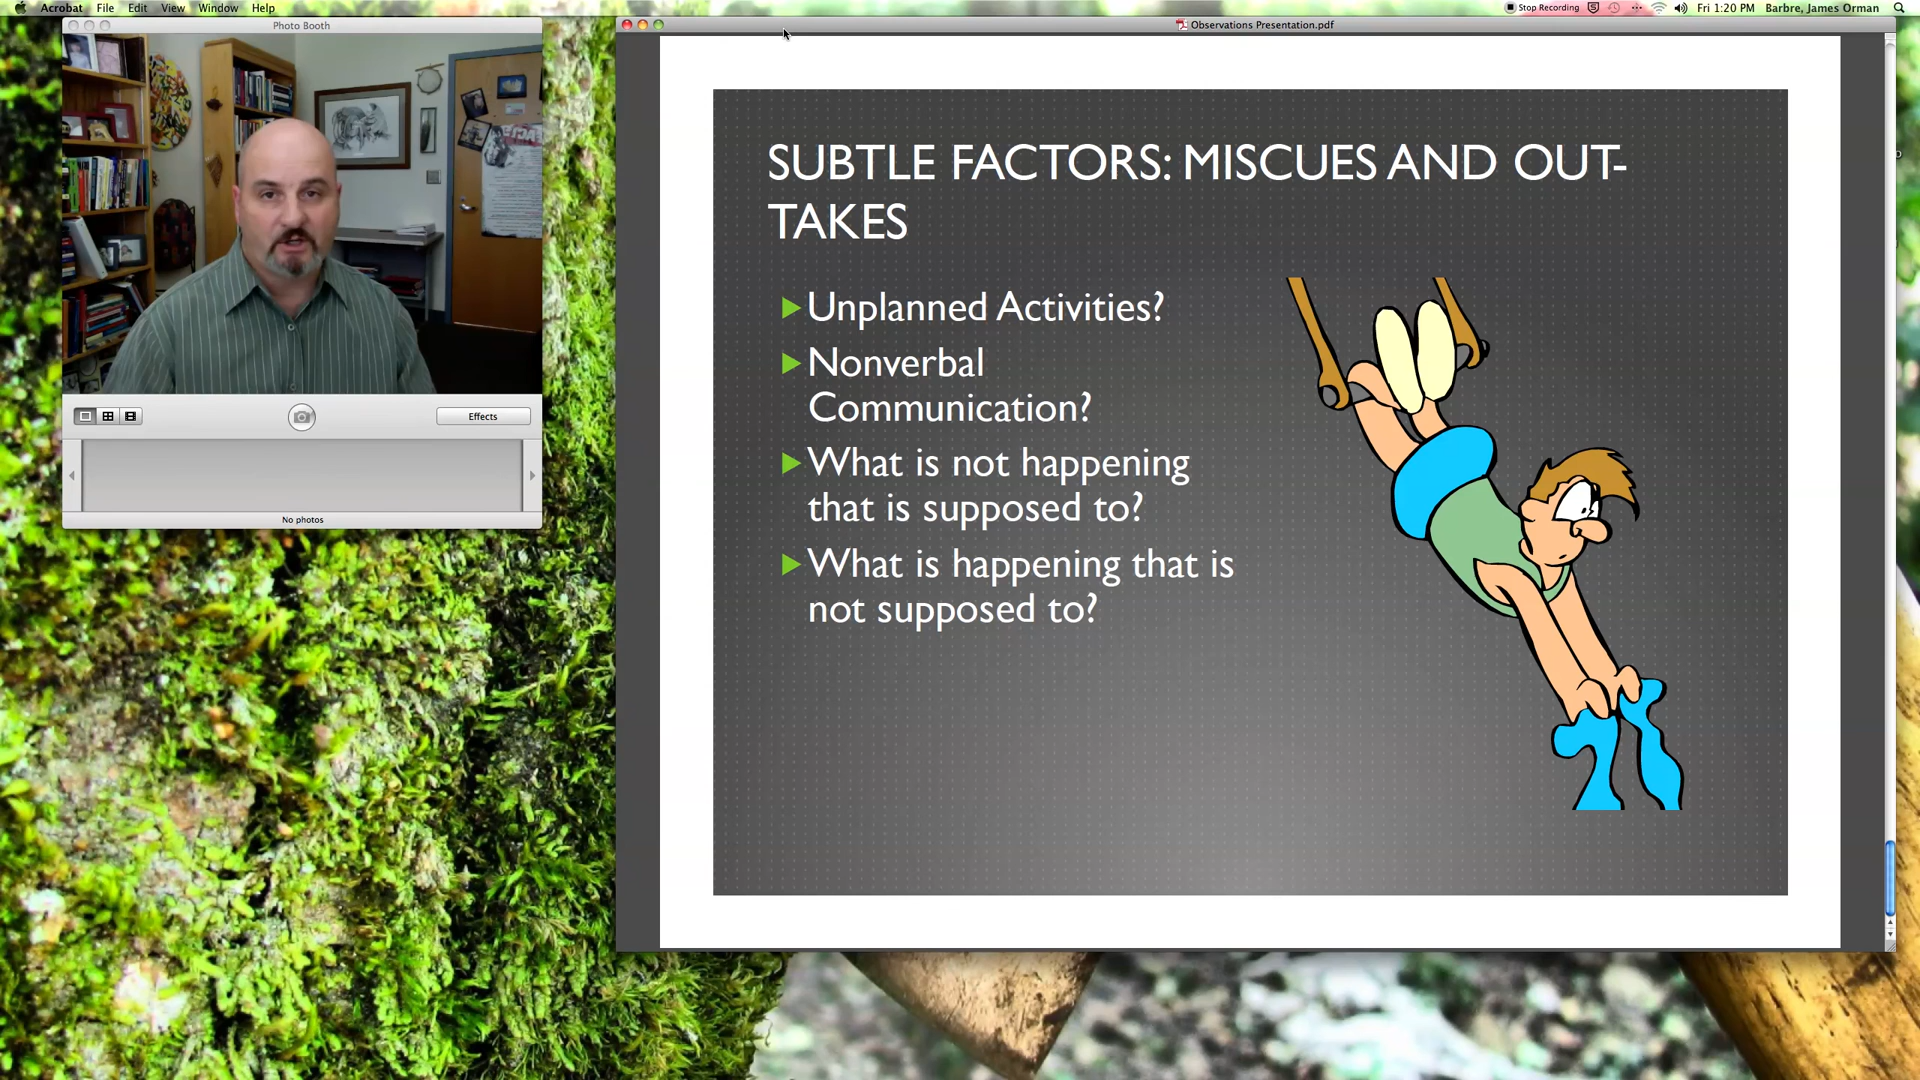 Acrobat File Edit View Window Help
Stop Recording Fri 1:20 PM Barbre, James Orman
Photo Booth
Effects
No photos
Observations Presentation.pdf
SUBTLE FACTORS: MISCUES AND OUT-
TAKES
Unplanned Activities?
Nonverbal
Communication?
What is not happening
that is supposed to?
What is happening that is
not supposed to?